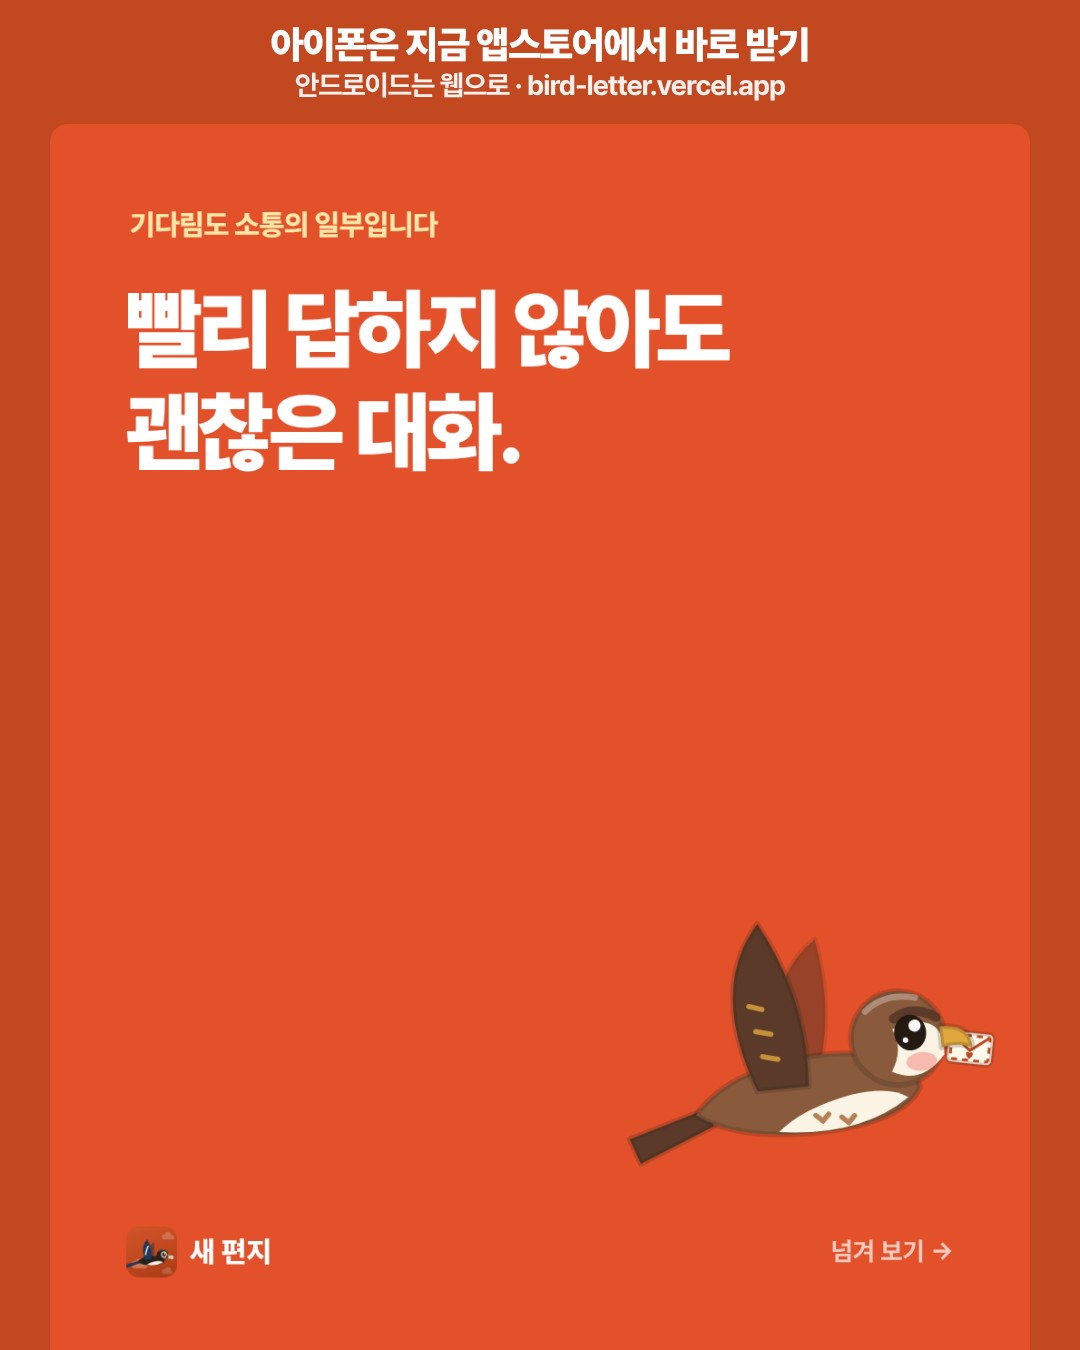 아이폰은 지금 앱스토어에서 바로 받기
안드로이드는 웹으로 · bird-letter.vercel.app
기다림도 소통의 일부입니다
빨리 답하지 않아도
괜찮은 대화.
새 편지
넘겨 보기 →